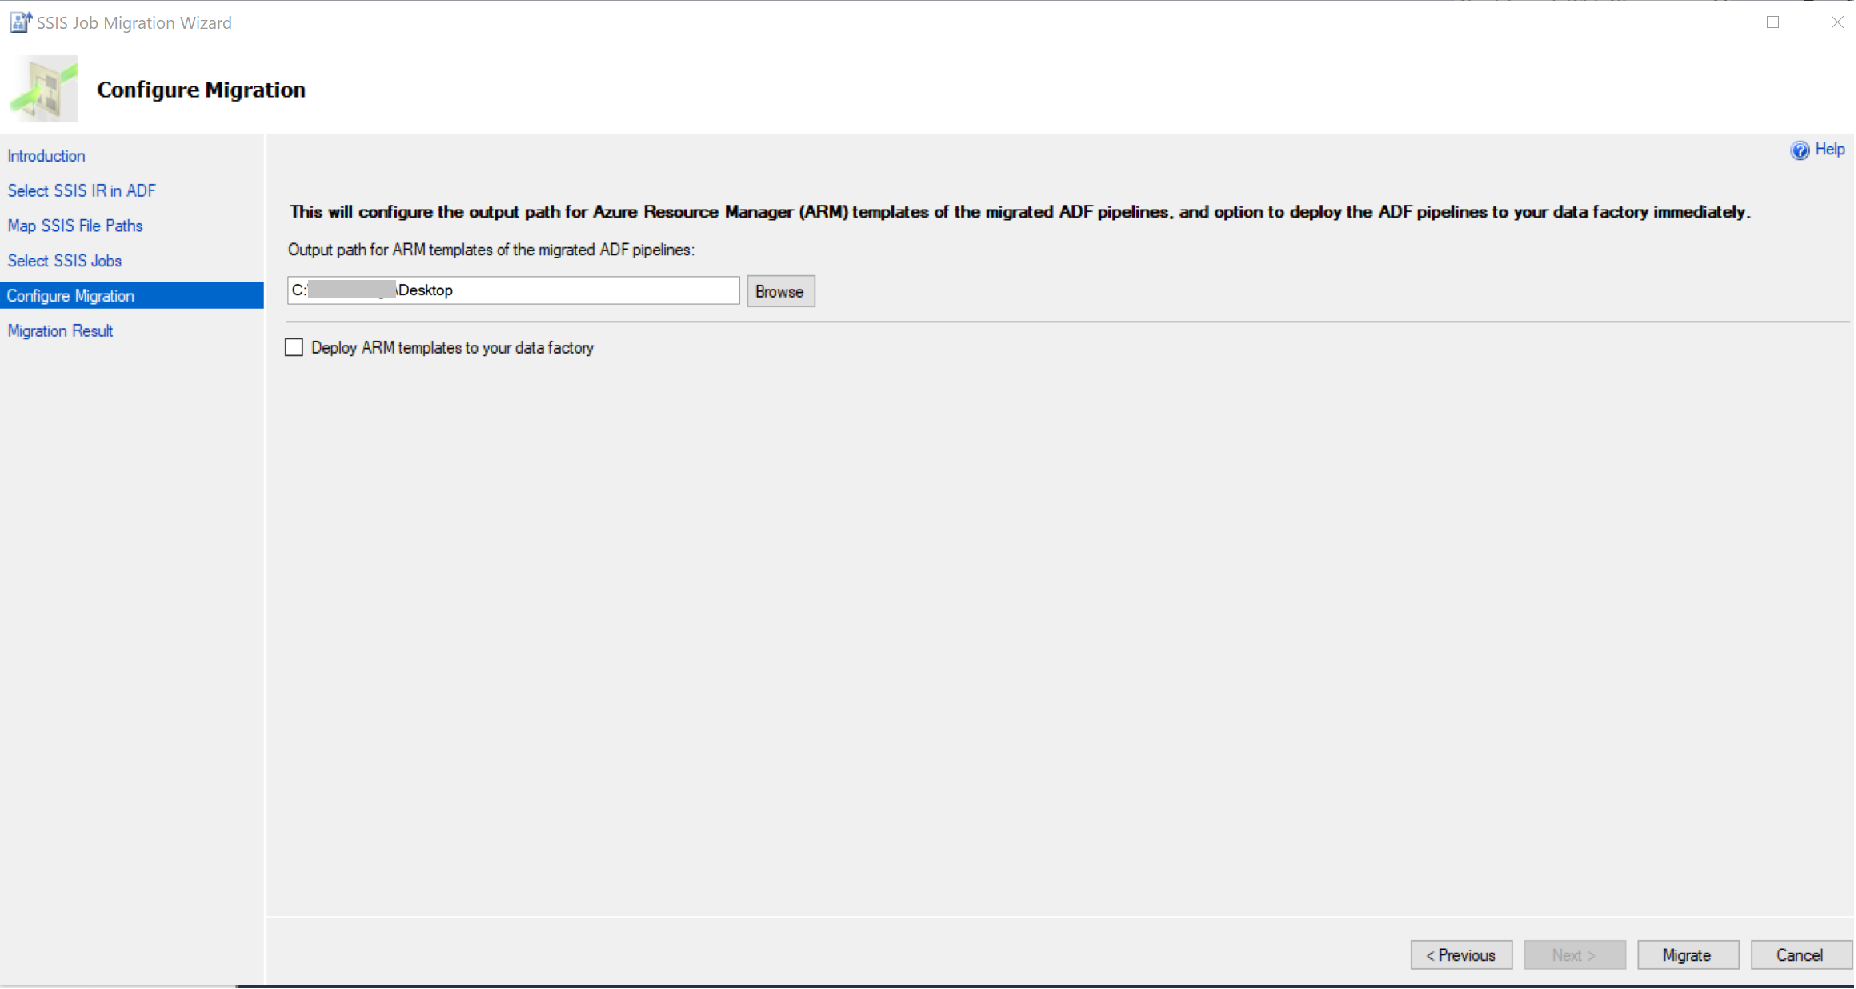 SSIS Job Migration Wizard
Configure Migration
Help
Introduction
Select SSIS IR in ADF
Map SSIS File Paths
Select SSIS Jobs
Configure Migration
Migration Result
This will configure the output path for Azure Resource Manager (ARM) templates of the migrated ADF pipelines, and option to deploy the ADF pipelines to your data factory immediately.
Output path for ARM templates of the migrated ADF pipelines:
C:\Desktop
Browse
Deploy ARM templates to your data factory
< Previous
Next >
Migrate
Cancel